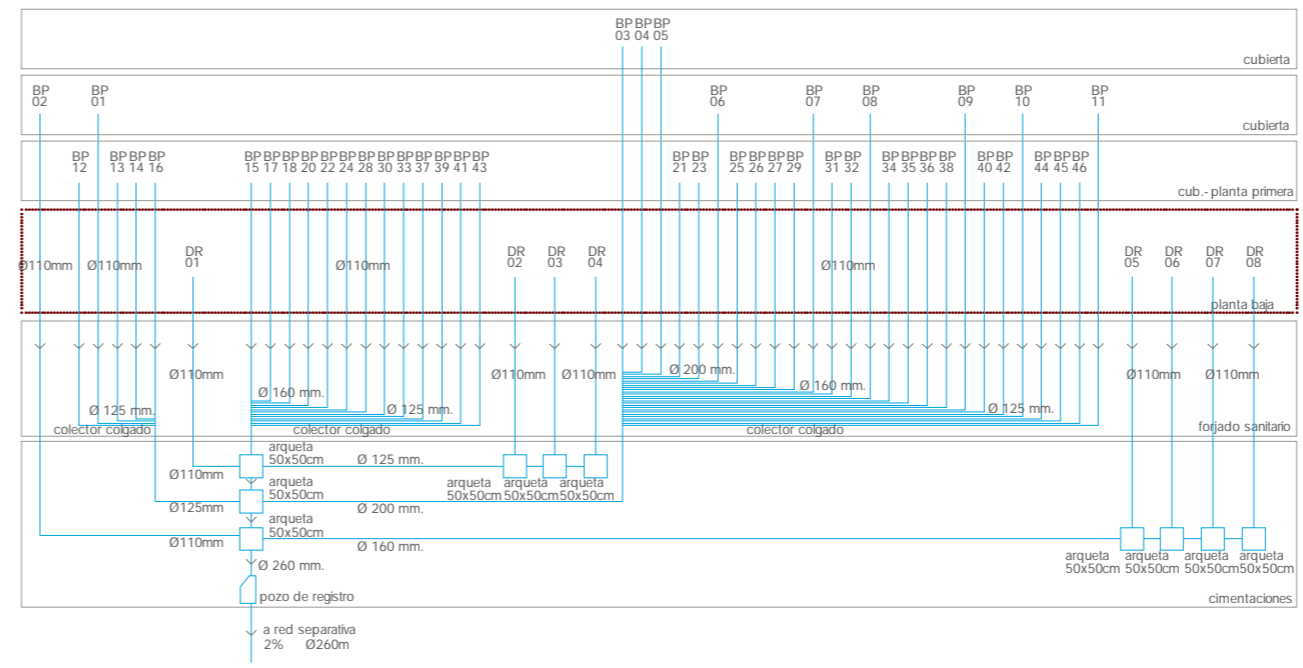 BP BP BP
03 04 05
cubierta
BP BP BP BP BP BP BP BP
02 01 06 07 08 09 10 11
cubierta
BP BP BP BP BP BP BP BP BP BP BP BP BP BP BP BP BP BP BP BP BP BP BP BP BP BP BP BP BP BP BP BP BP BP
12 13 14 16 15 17 18 20 22 24 28 30 33 37 39 41 43 21 23 25 26 27 29 31 32 34 35 36 38 40 42 44 45 46
cub.- planta primera
DR DR DR DR DR DR DR DR
01 02 03 04 05 06 07 08
Ø110mm Ø110mm Ø110mm Ø110mm
planta baja
Ø110mm Ø110mm Ø110mm Ø 200 mm. Ø110mm Ø110mm
Ø 160 mm. Ø 160 mm.
Ø 125 mm. Ø 125 mm. Ø 125 mm.
colector colgado colector colgado colector colgado forjado sanitario
arqueta
50x50cm
Ø 125 mm.
Ø110mm
arqueta arqueta arqueta arqueta
50x50cm 50x50cm 50x50cm 50x50cm
Ø125mm Ø 200 mm.
arqueta
50x50cm
Ø110mm Ø 160 mm.
arqueta arqueta arqueta arqueta
50x50cm 50x50cm 50x50cm 50x50cm
Ø 260 mm.
pozo de registro
cimentaciones
a red separativa
2% Ø260m